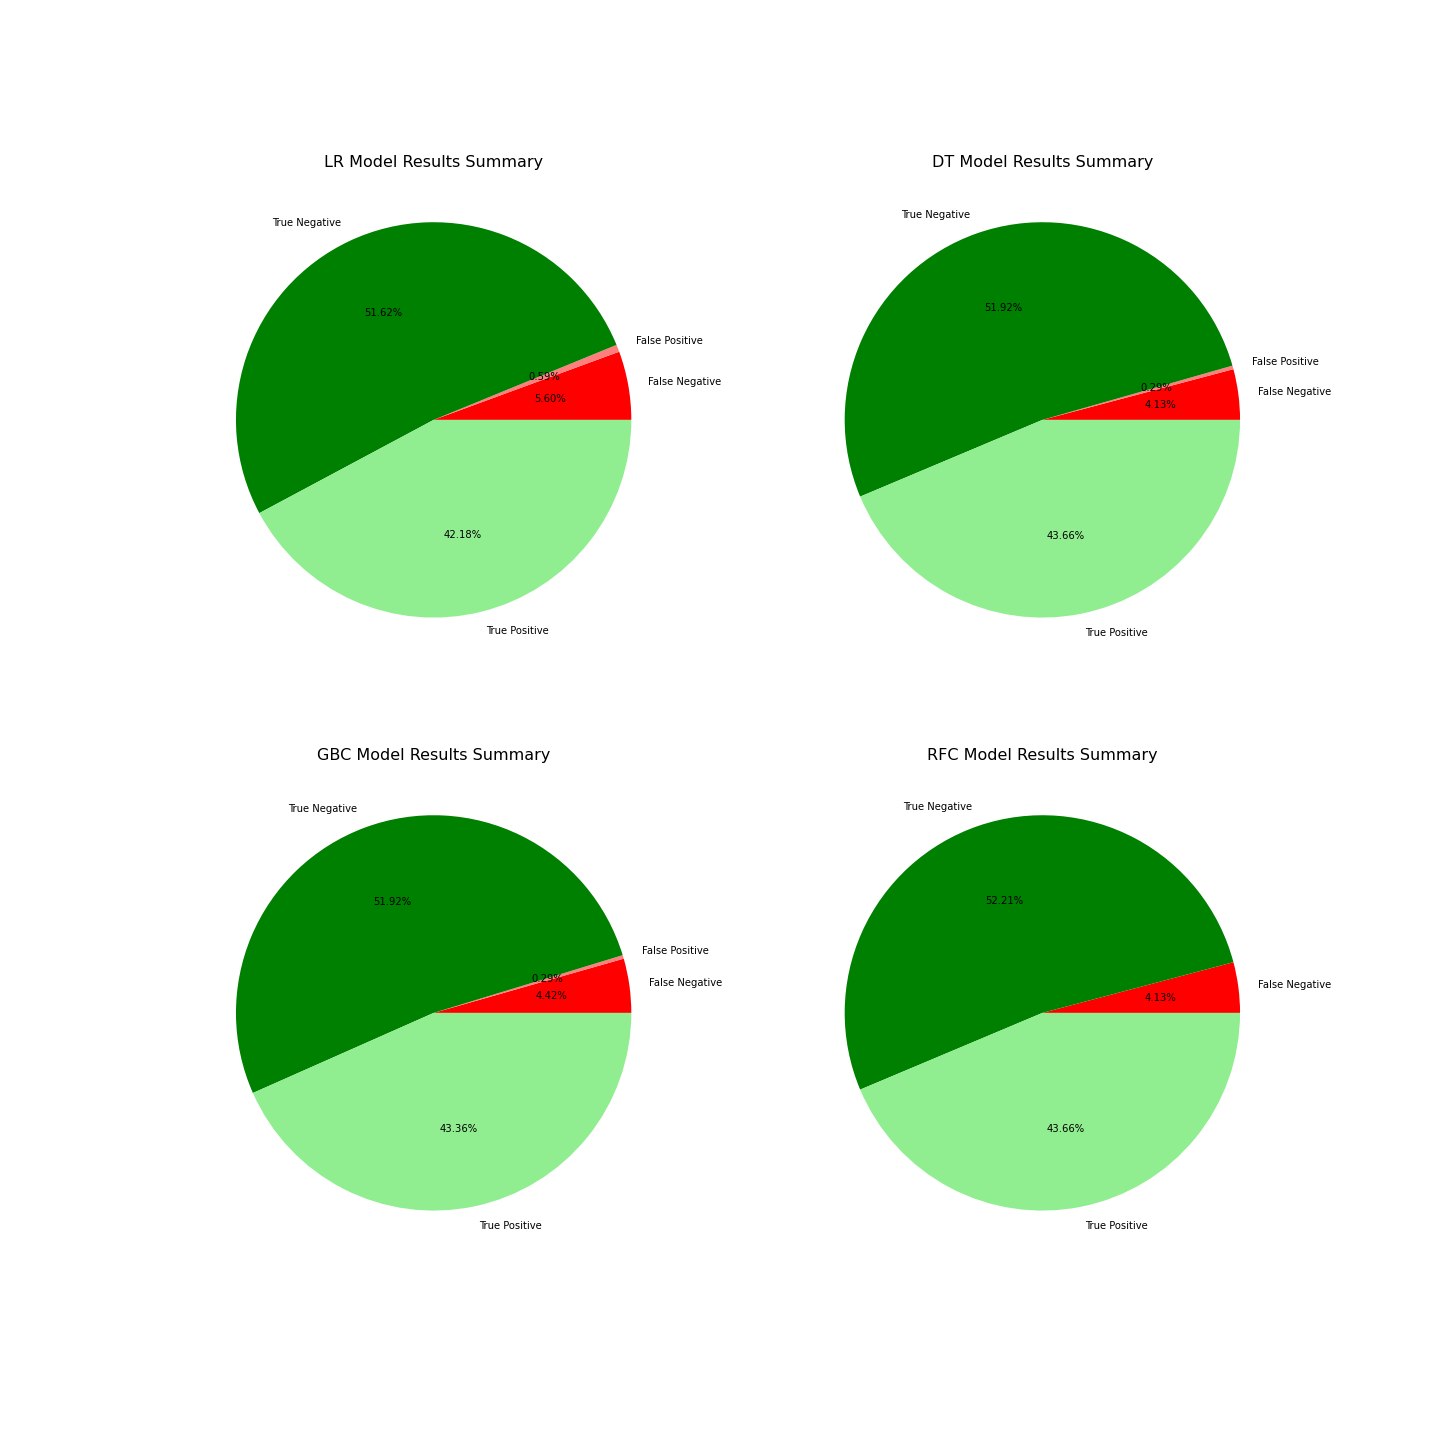 LR Model Results Summary
True Negative
51.62%
False Positive
0.59%
False Negative
5.60%
42.18%
True Positive
DT Model Results Summary
True Negative
51.92%
False Positive
0.29%
False Negative
4.13%
43.66%
True Positive
GBC Model Results Summary
True Negative
51.92%
False Positive
0.29%
False Negative
4.42%
43.36%
True Positive
RFC Model Results Summary
True Negative
52.21%
False Negative
4.13%
43.66%
True Positive